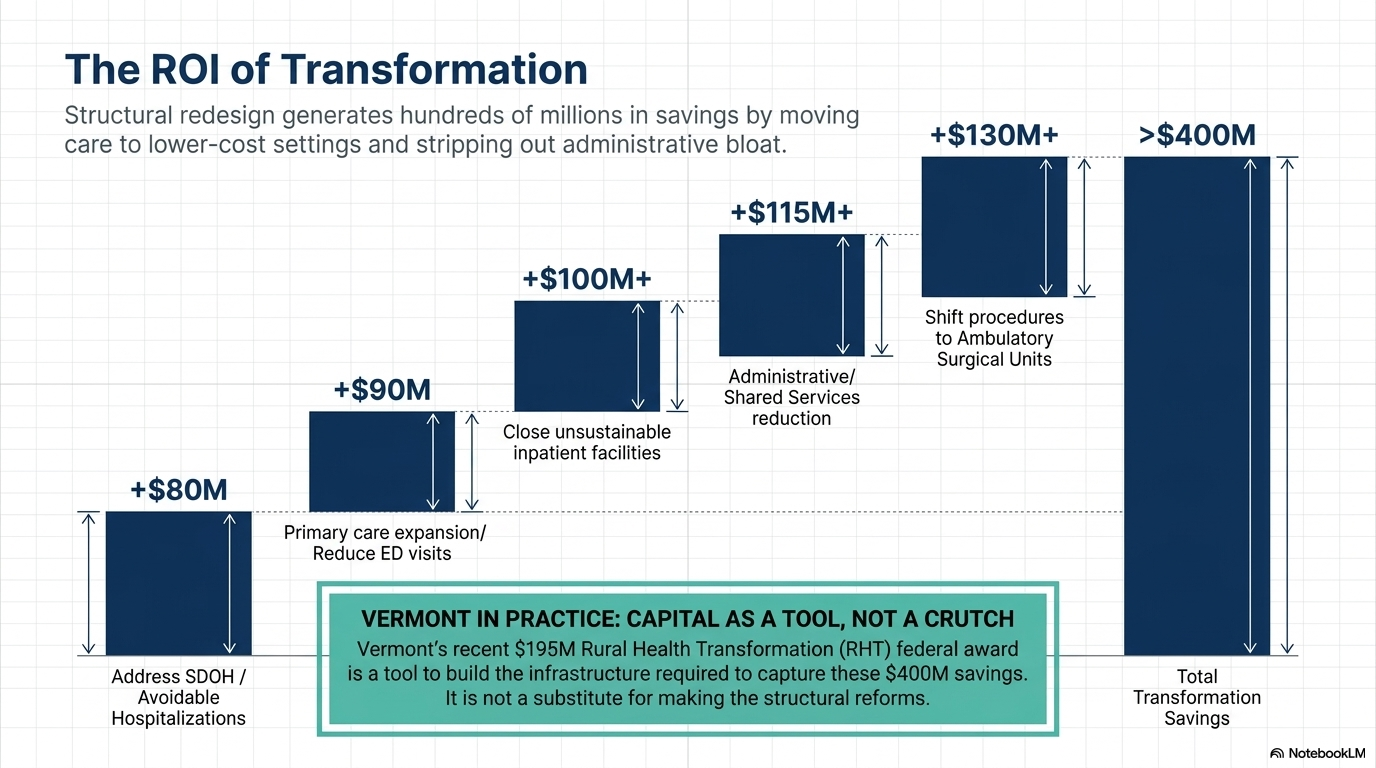 The ROI of Transformation
Structural redesign generates hundreds of millions in savings by moving
care to lower-cost settings and stripping out administrative bloat.
+$80M
Address SDOH /
Avoidable
Hospitalizations
+$90M
Primary care expansion/
Reduce ED visits
+$100M+
Close unsustainable
inpatient facilities
+$115M+
Administrative/
Shared Services
reduction
+$130M+
Shift procedures
to Ambulatory
Surgical Units
>$400M
Total
Transformation
Savings
VERMONT IN PRACTICE: CAPITAL AS A TOOL, NOT A CRUTCH
Vermont's recent $195M Rural Health Transformation (RHT) federal award
is a tool to build the infrastructure required to capture these $400M savings.
It is not a substitute for making the structural reforms.
NotebookLM